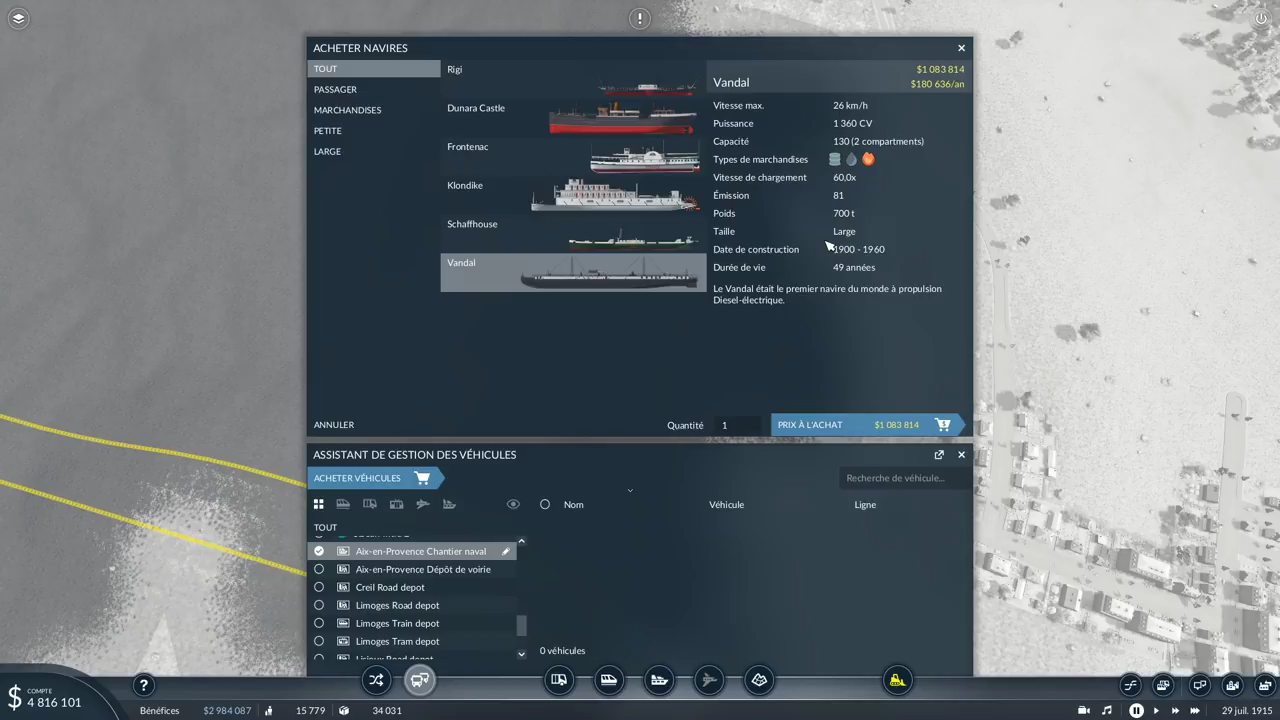 ACHETER NAVIRES
TOUT
PASSAGER
MARCHANDISES
PETITE
LARGE
Rigi
Dunara Castle
Frontenac
Klondike
Schaffhouse
Vandal
$1 083 814
Vandal
$180 636/an
Vitesse max. 26 km/h
Puissance 1 360 CV
Capacité 130 (2 compartments)
Types de marchandises
Vitesse de chargement 60,0x
Émission 81
Poids 700 t
Taille Large
Date de construction 1900 - 1960
Durée de vie 49 années
Le Vandal était le premier navire du monde à propulsion
Diesel-électrique.
ANNULER
Quantité 1
PRIX À L'ACHAT $1 083 814
ASSISTANT DE GESTION DES VÉHICULES
ACHETER VÉHICULES
Recherche de véhicule...
Nom Véhicule Ligne
TOUT
Aix-en-Provence Chantier naval
Aix-en-Provence Dépôt de voirie
Creil Road depot
Limoges Road depot
Limoges Train depot
Limoges Tram depot
Lisieux Road depot
0 véhicules
COMPTE
$ 4 816 101
?
Bénéfices $2 984 087
15 779
34 031
29 juil. 1915